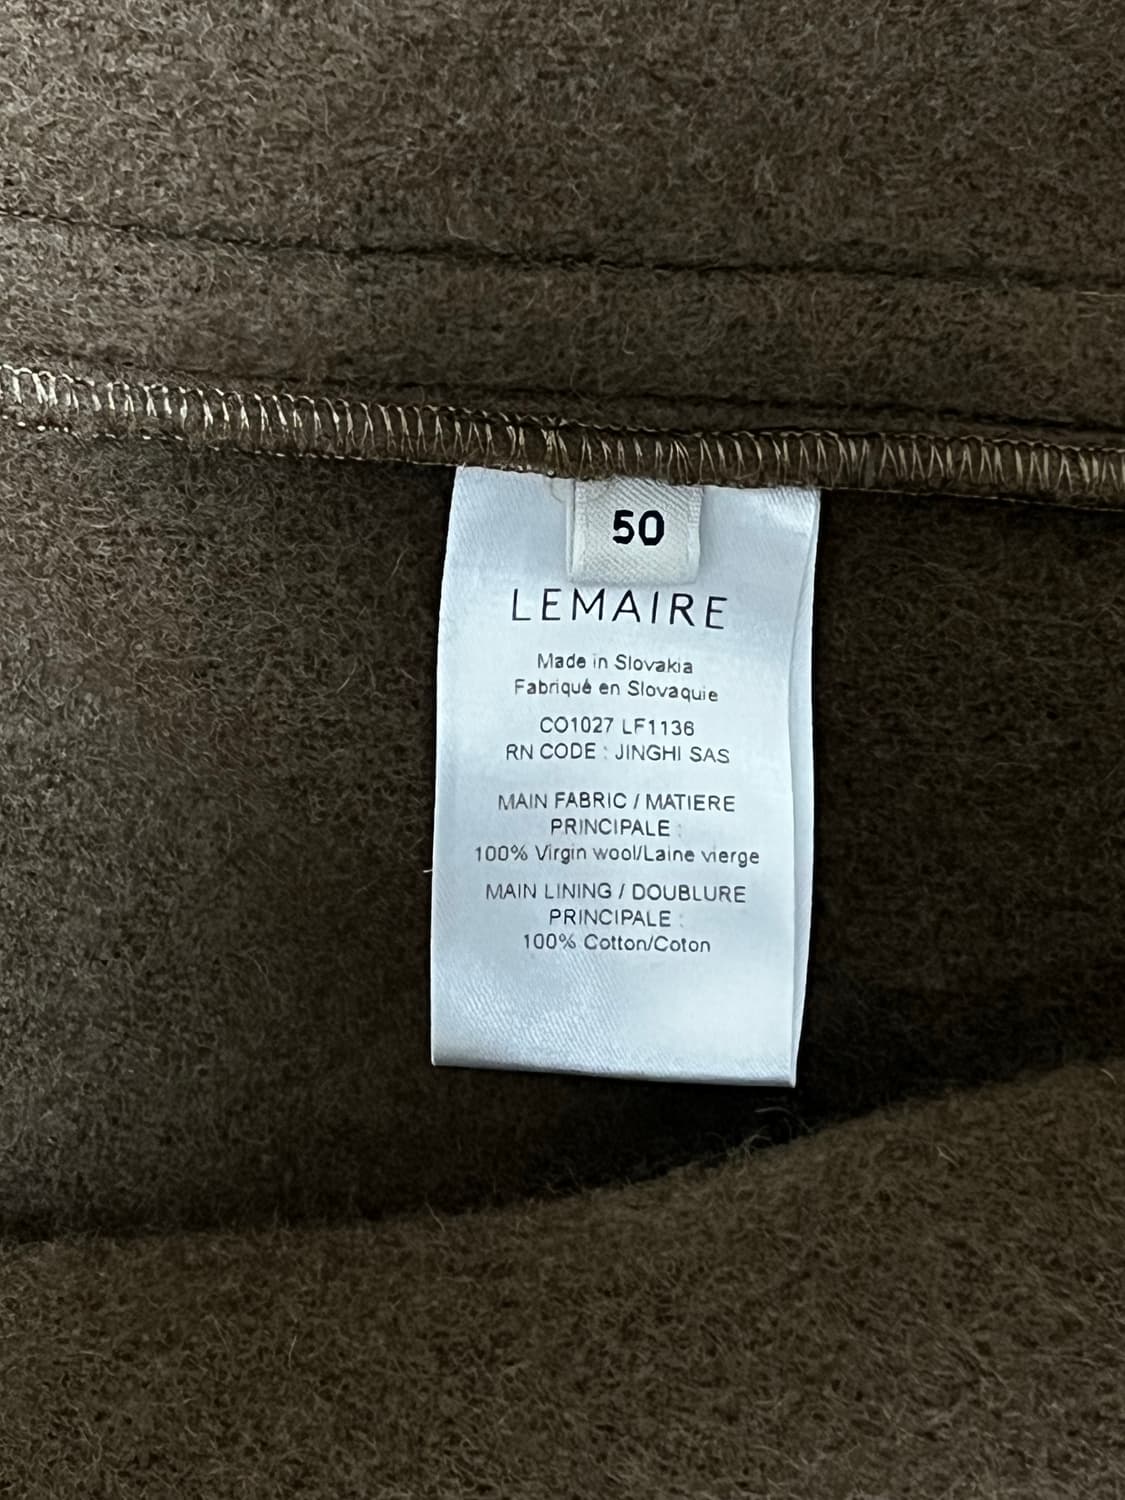 50
LEMAIRE
Made in Slovakia
Fabriqué en Slovaquie
CO1027 LF1136
RN CODE : JINGHI SAS
MAIN FABRIC / MATIERE
PRINCIPALE :
100% Virgin wool/Laine vierge
MAIN LINING / DOUBLURE
PRINCIPALE :
100% Cotton/Coton